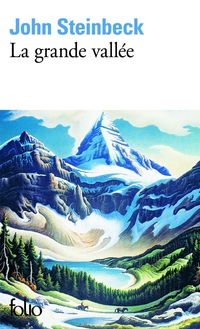 John Steinbeck
La grande vallée
folio